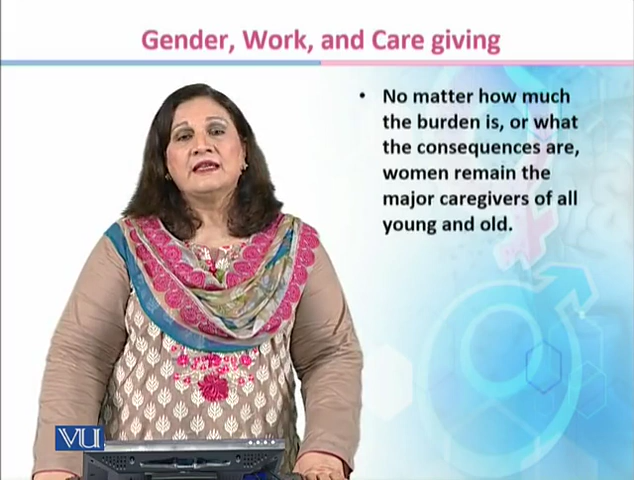 Gender, Work, and Care giving
• No matter how much
the burden is, or what
the consequences are,
women remain the
major caregivers of all
young and old.
VU